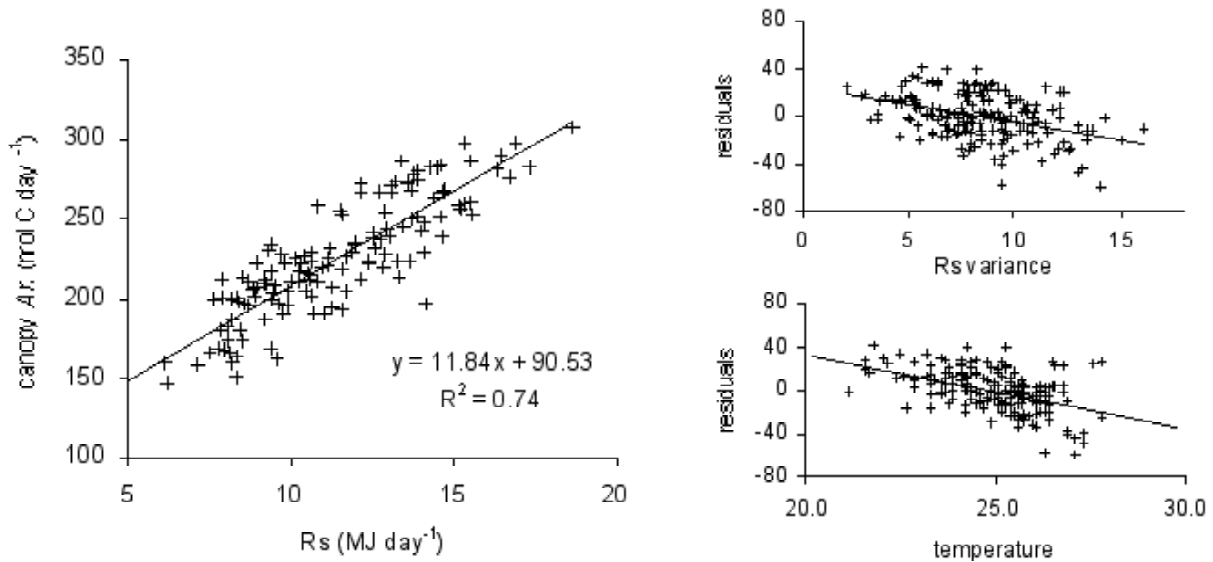 350
300
250
200
150
100
canopy Ax (mol C day⁻¹)
y = 11.84x + 90.53
R² = 0.74
5 10 15 20
Rs (MJ day⁻¹)
80
40
0
-40
-80
residuals
0 5 10 15
Rs variance
80
40
0
-40
-80
residuals
20.0 25.0 30.0
temperature